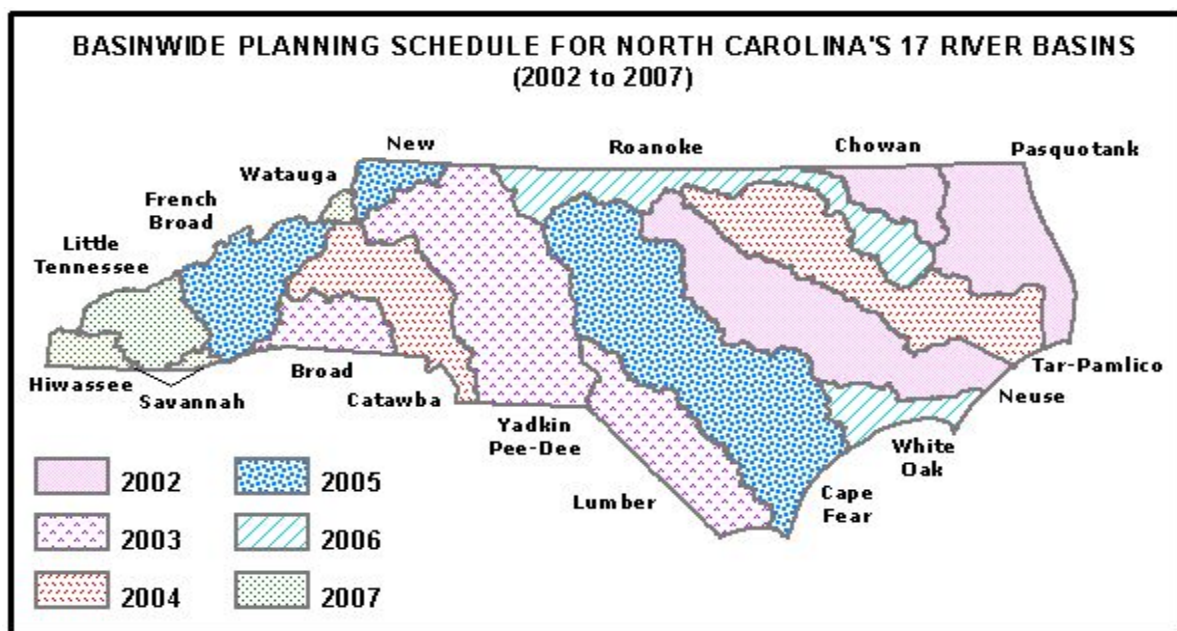 BASINWIDE PLANNING SCHEDULE FOR NORTH CAROLINA'S 17 RIVER BASINS
(2002 to 2007)
New
Roanoke
Chowan
Pasquotank
Watauga
French
Broad
Little
Tennessee
Hiwassee
Savannah
Broad
Catawba
Yadkin
Pee-Dee
Lumber
Cape
Fear
White
Oak
Neuse
Tar-Pamlico
2002
2003
2004
2005
2006
2007